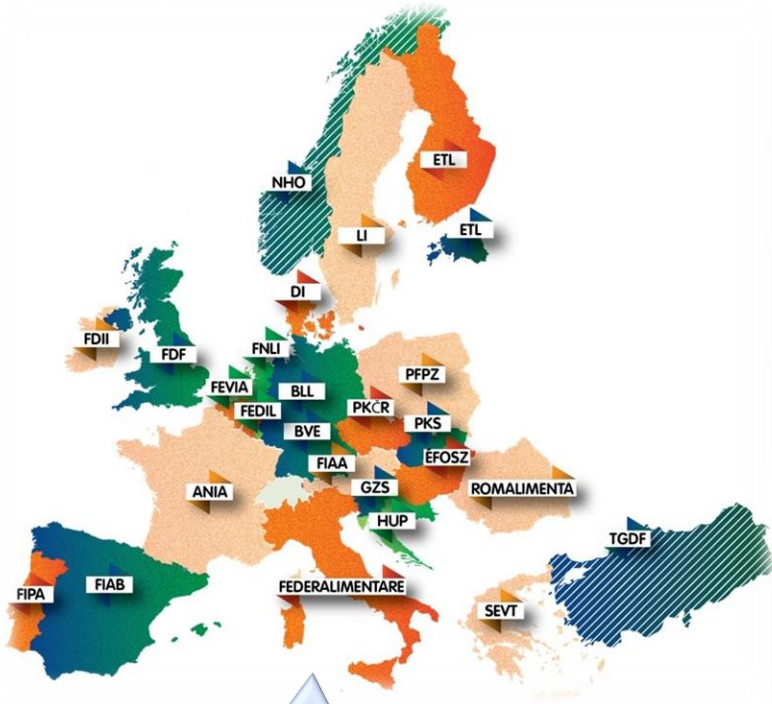 ETL
NHO
ETL
LI
DI
FDII
FDF
FNLI
PFPZ
FEVIA
BLL
FEDIL
PKČR
PKS
BVE
ÉFOSZ
FIAA
GZS
ROMALIMENTA
ANIA
HUP
TGDF
FIAB
FIPA
FEDERALIMENTARE
SEVT